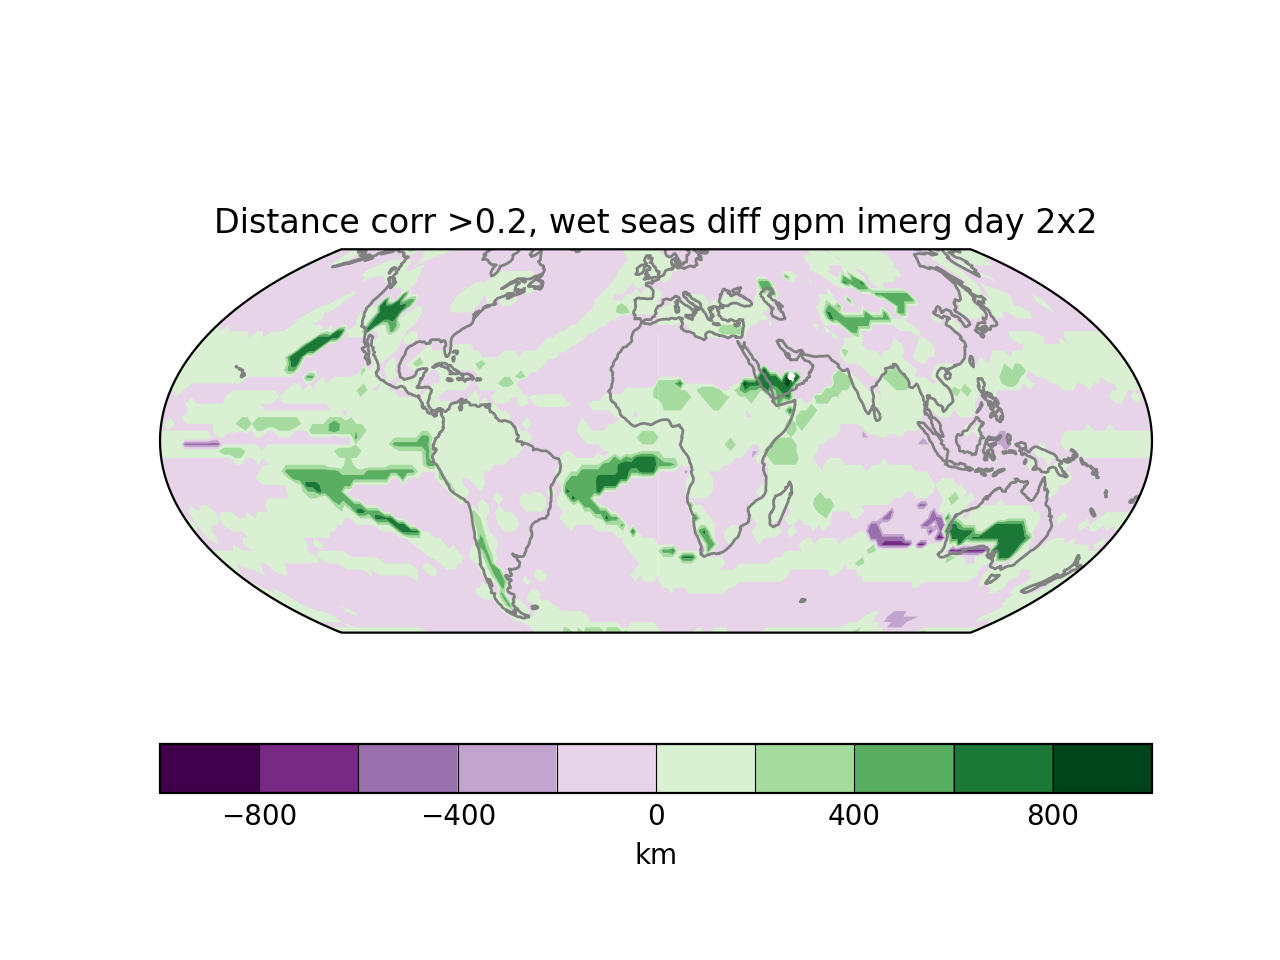 Distance corr >0.2, wet seas diff gpm imerg day 2x2
−800 −400 0 400 800
km